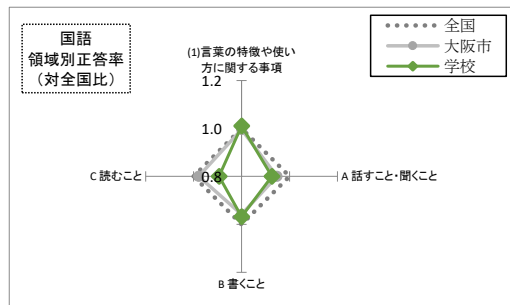 国語
領域別正答率
（対全国比）
全国
大阪市
学校
(1)言葉の特徴や使い
方に関する事項
1.2
1.0
0.8
C 読むこと
A 話すこと・聞くこと
B 書くこと